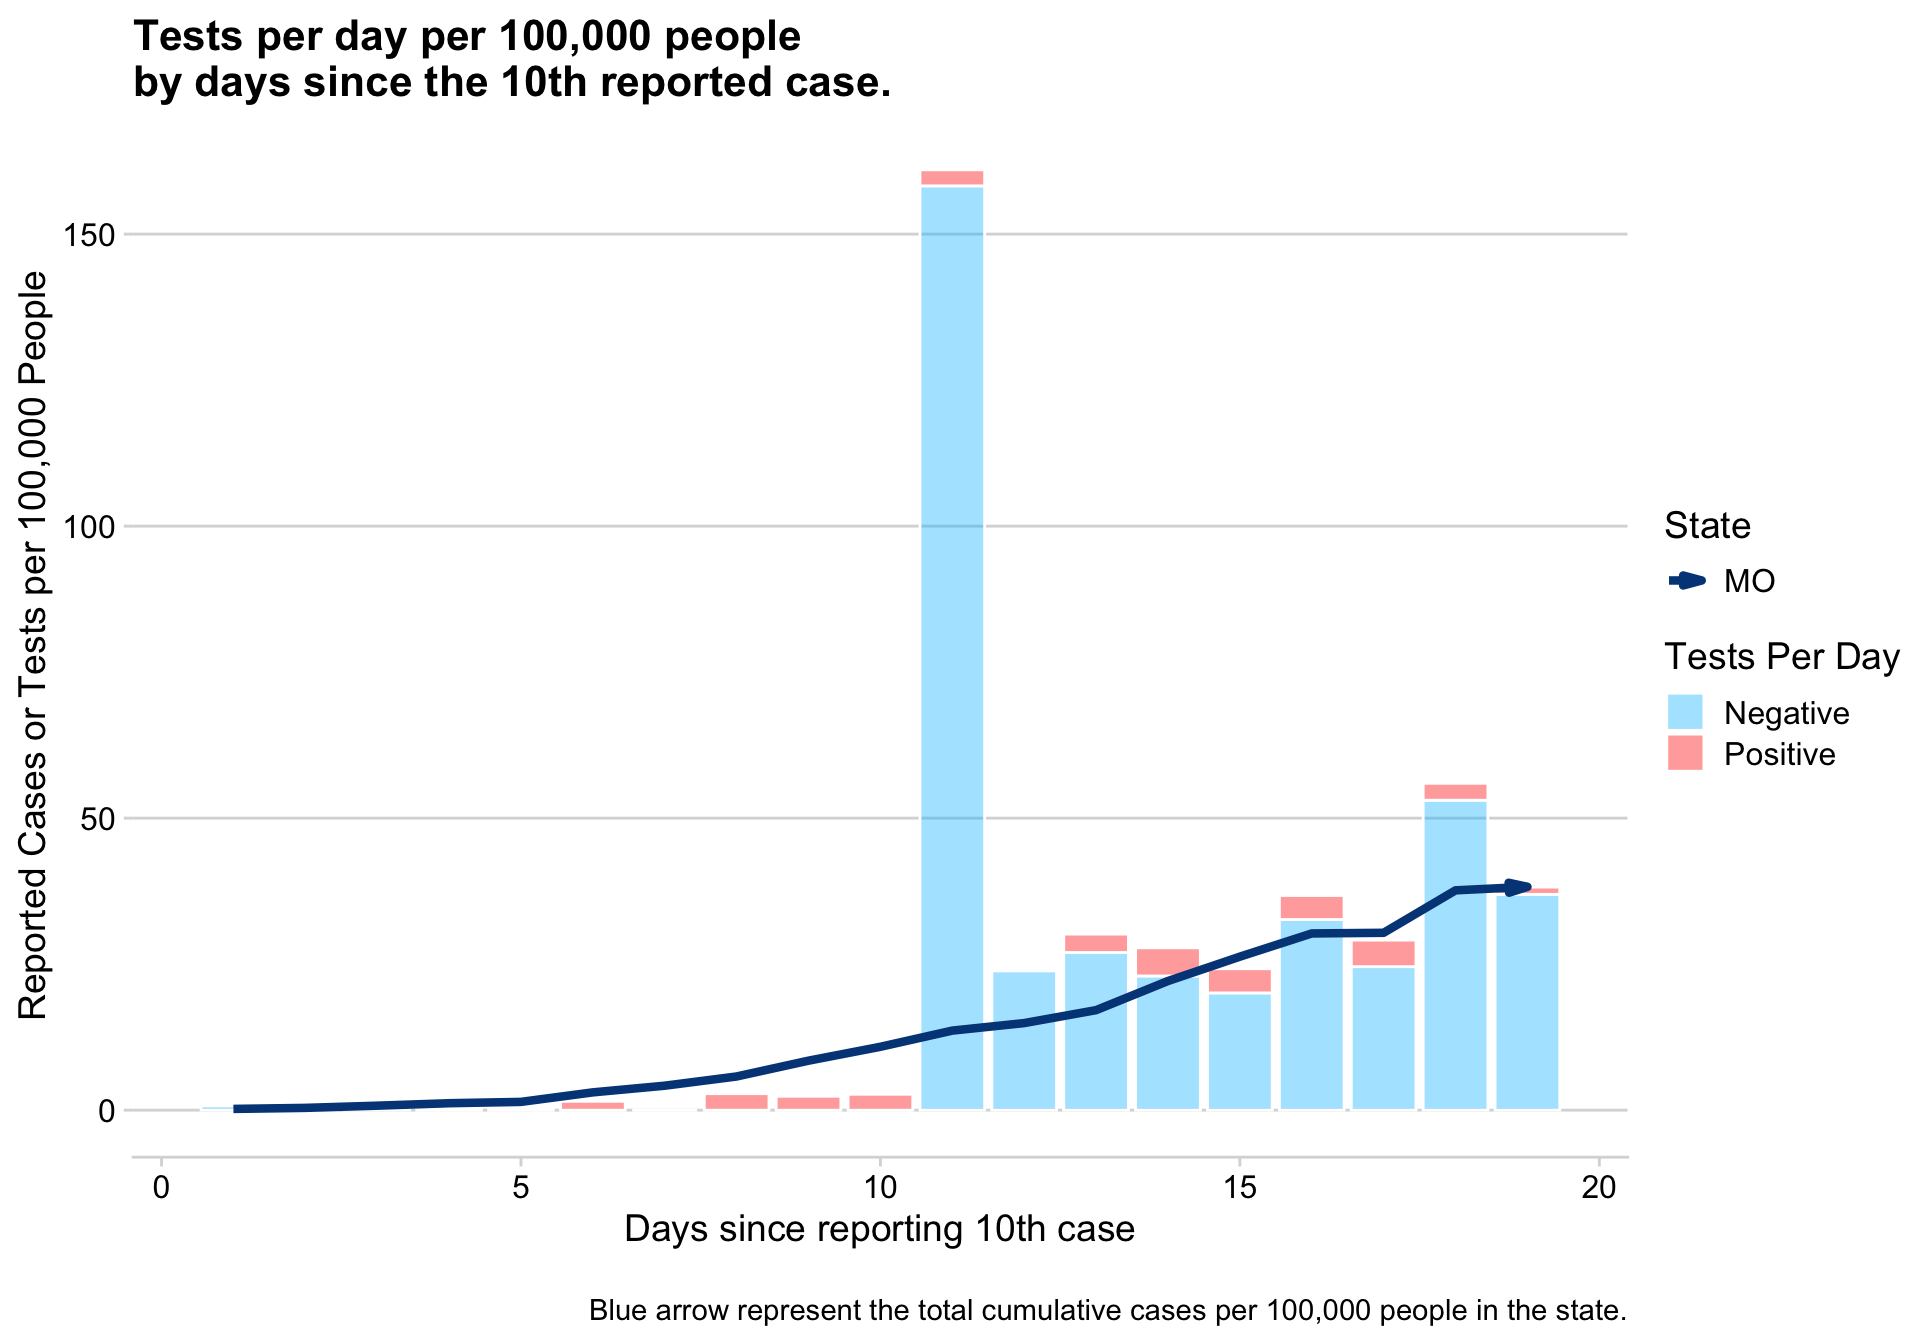 Tests per day per 100,000 people
by days since the 10th reported case.
Reported Cases or Tests per 100,000 People
150
100
50
0
0
5
10
15
20
Days since reporting 10th case
State
MO
Tests Per Day
Negative
Positive
Blue arrow represent the total cumulative cases per 100,000 people in the state.